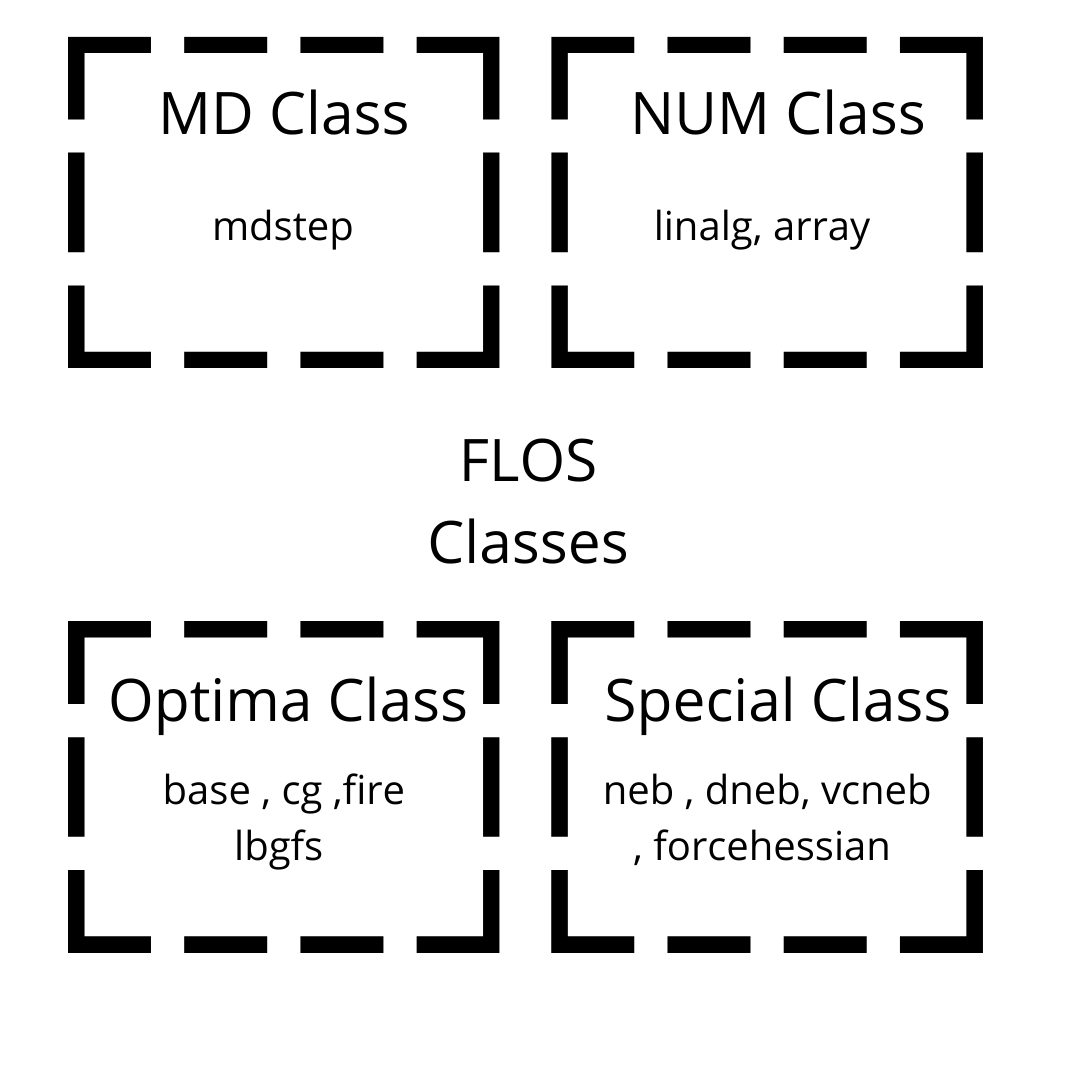 MD Class
mdstep
NUM Class
linalg, array
FLOS
Classes
Optima Class
base , cg ,fire
lbgfs
Special Class
neb , dneb, vcneb
, forcehessian